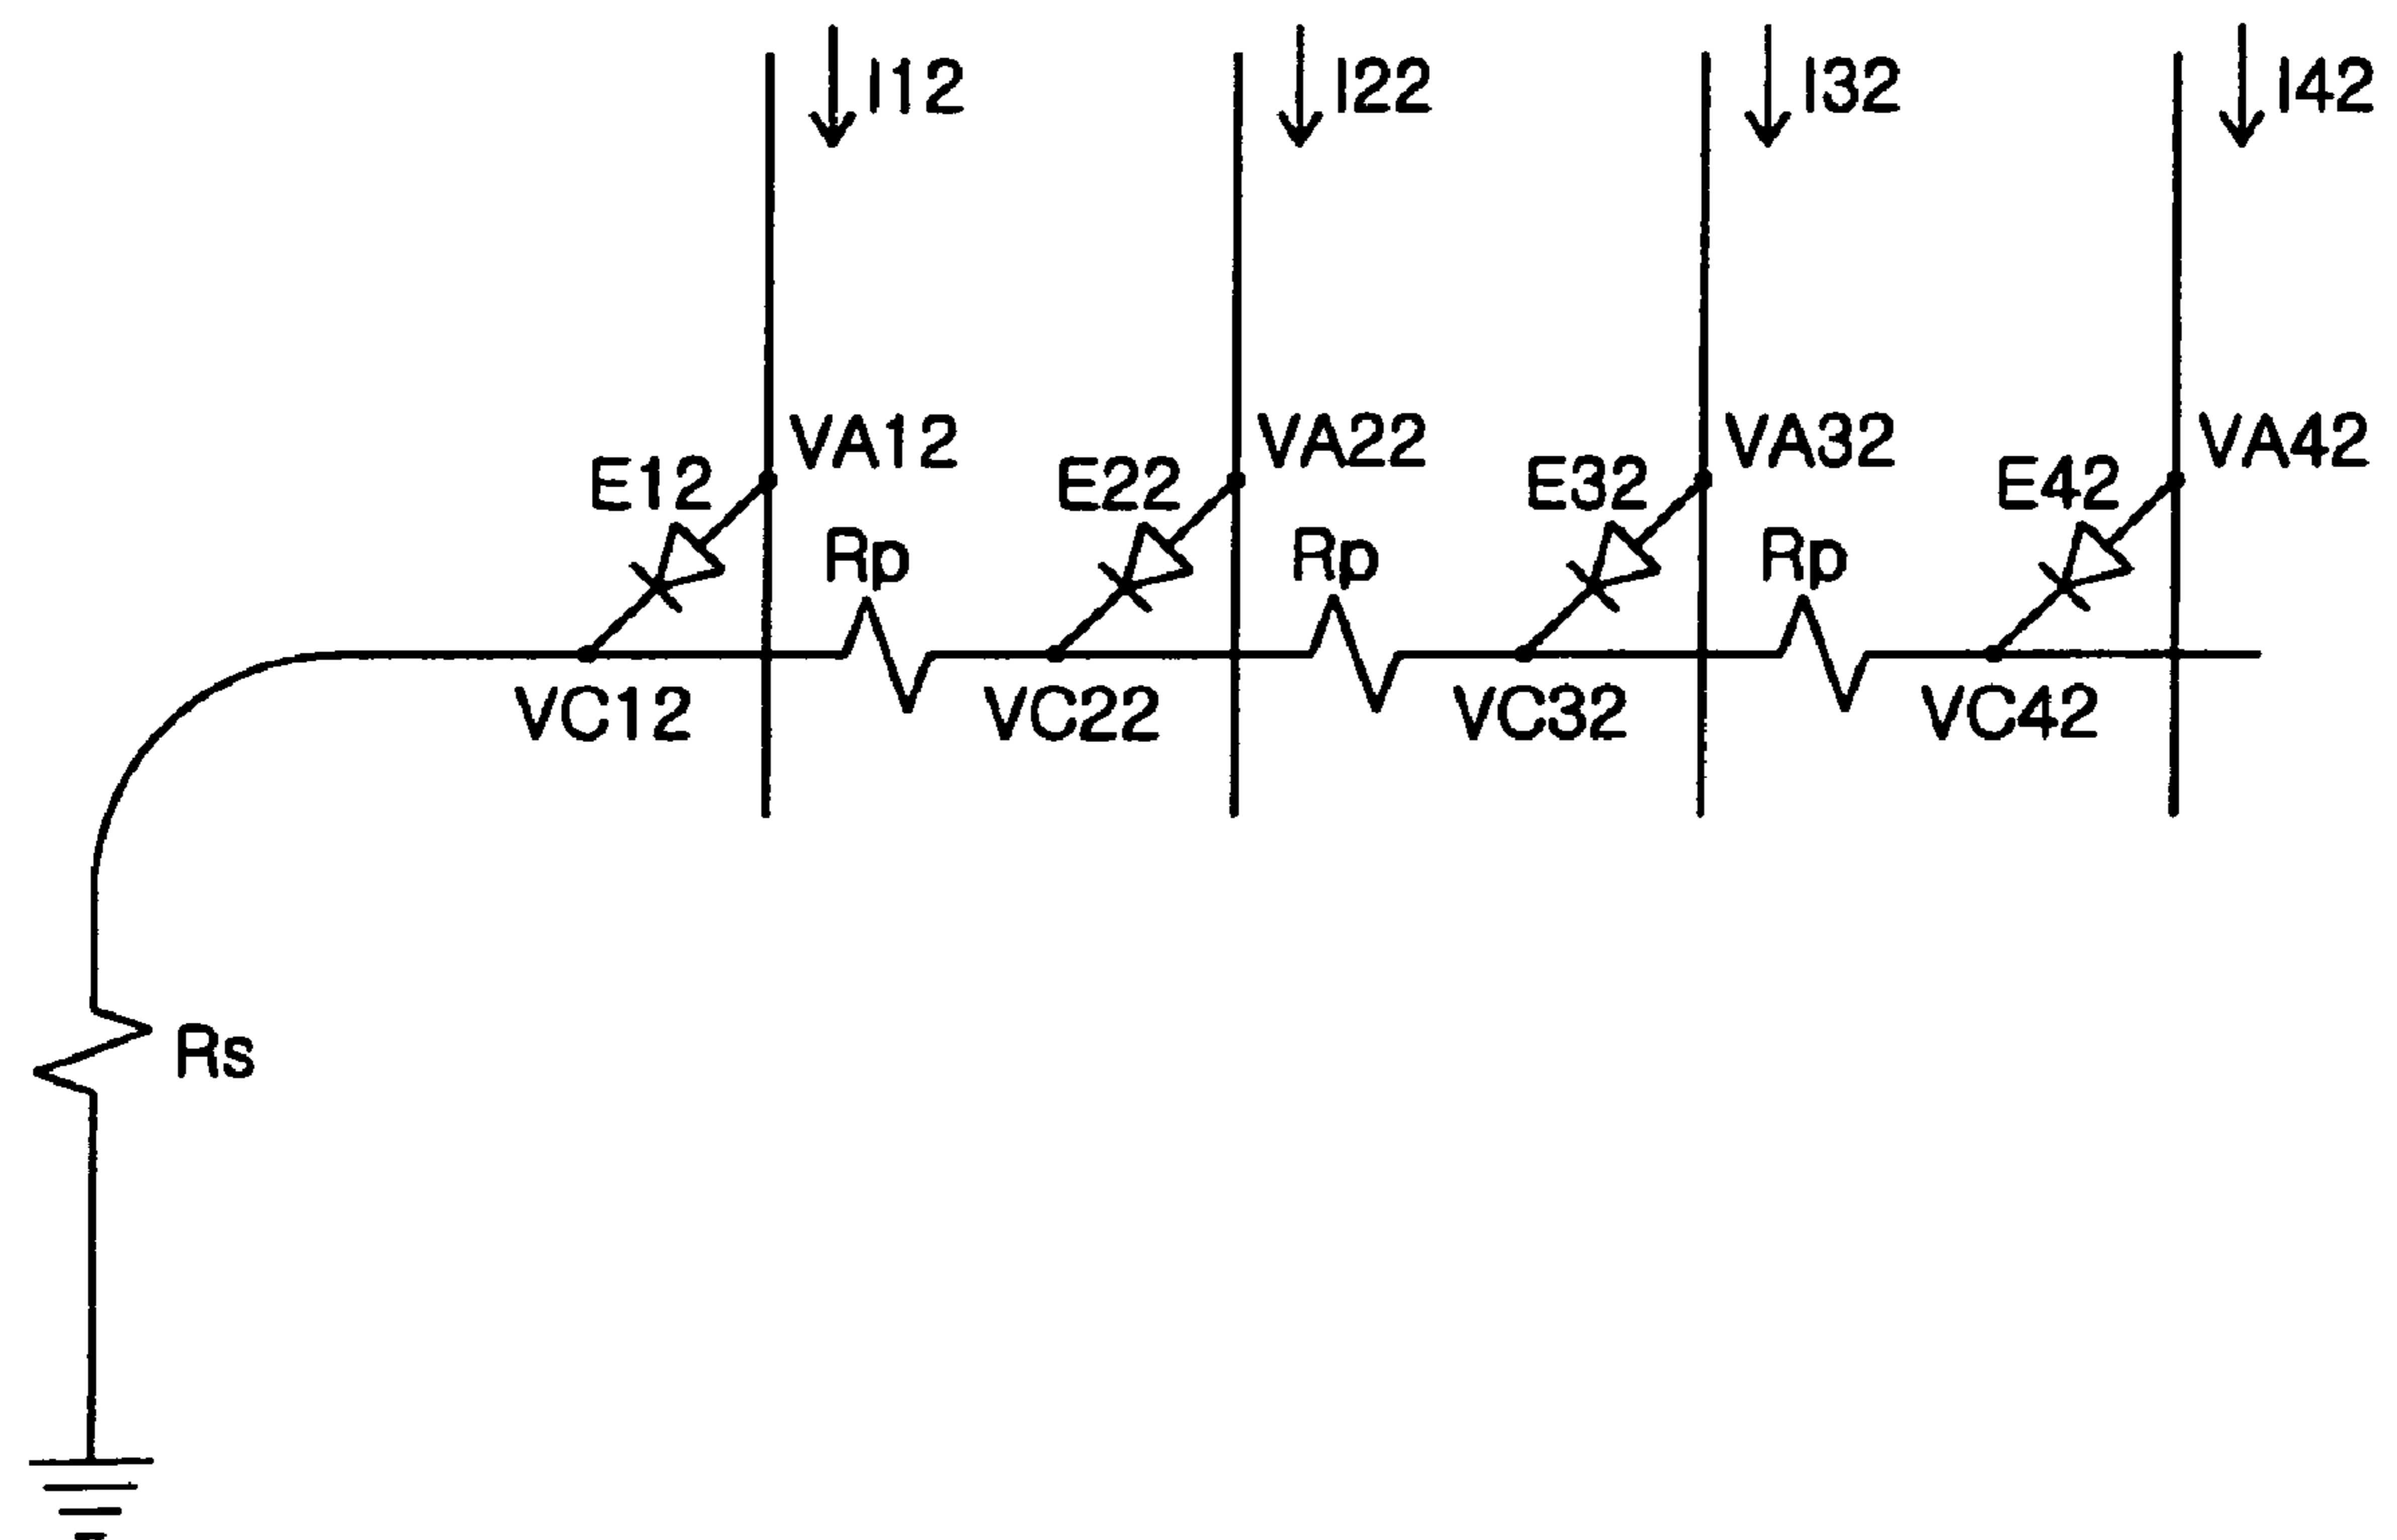 I12 I22 I32 I42
VA12 VA22 VA32 VA42
E12 E22 E32 E42
Rp Rp Rp
VC12 VC22 VC32 VC42
Rs